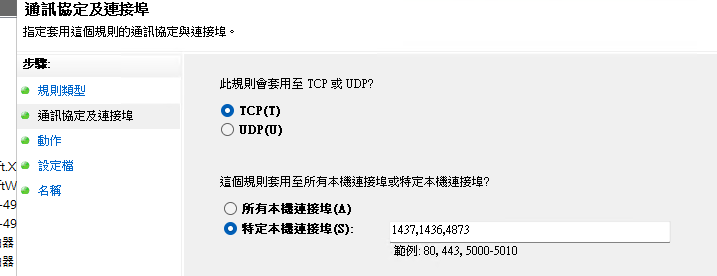 通訊協定及連接埠
指定套用這個規則的通訊協定與連接埠。
步驟:
規則類型
通訊協定及連接埠
動作
設定檔
名稱
此規則會套用至 TCP 或 UDP?
TCP(T)
UDP(U)
這個規則套用至所有本機連接埠或特定本機連接埠?
所有本機連接埠(A)
特定本機連接埠(S):
1437,1436,4873
範例: 80, 443, 5000-5010
ft.X
ftW
-49
-49
器
器